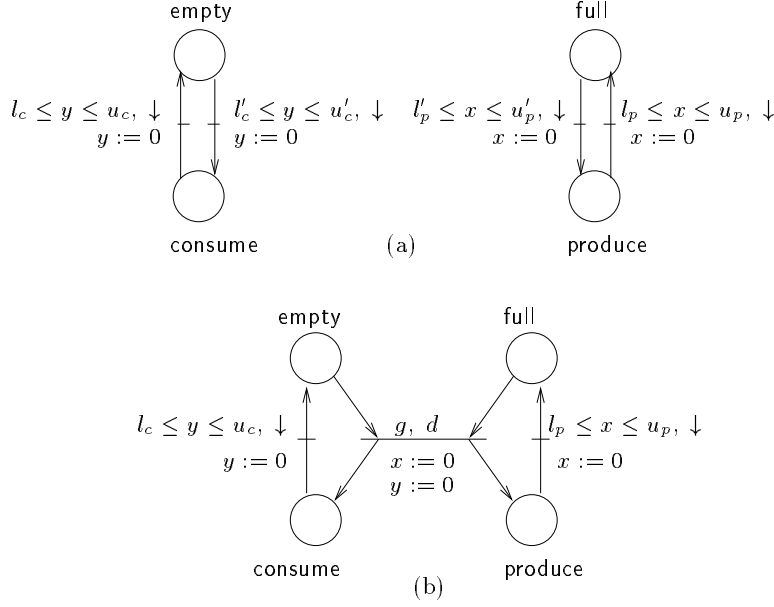 empty
full
l_c ≤ y ≤ u_c, ↓
y := 0
l'_c ≤ y ≤ u'_c, ↓
y := 0
l'_p ≤ x ≤ u'_p, ↓
x := 0
l_p ≤ x ≤ u_p, ↓
x := 0
consume
(a)
produce
empty
full
l_c ≤ y ≤ u_c, ↓
y := 0
g, d
x := 0
y := 0
l_p ≤ x ≤ u_p, ↓
x := 0
consume
produce
(b)